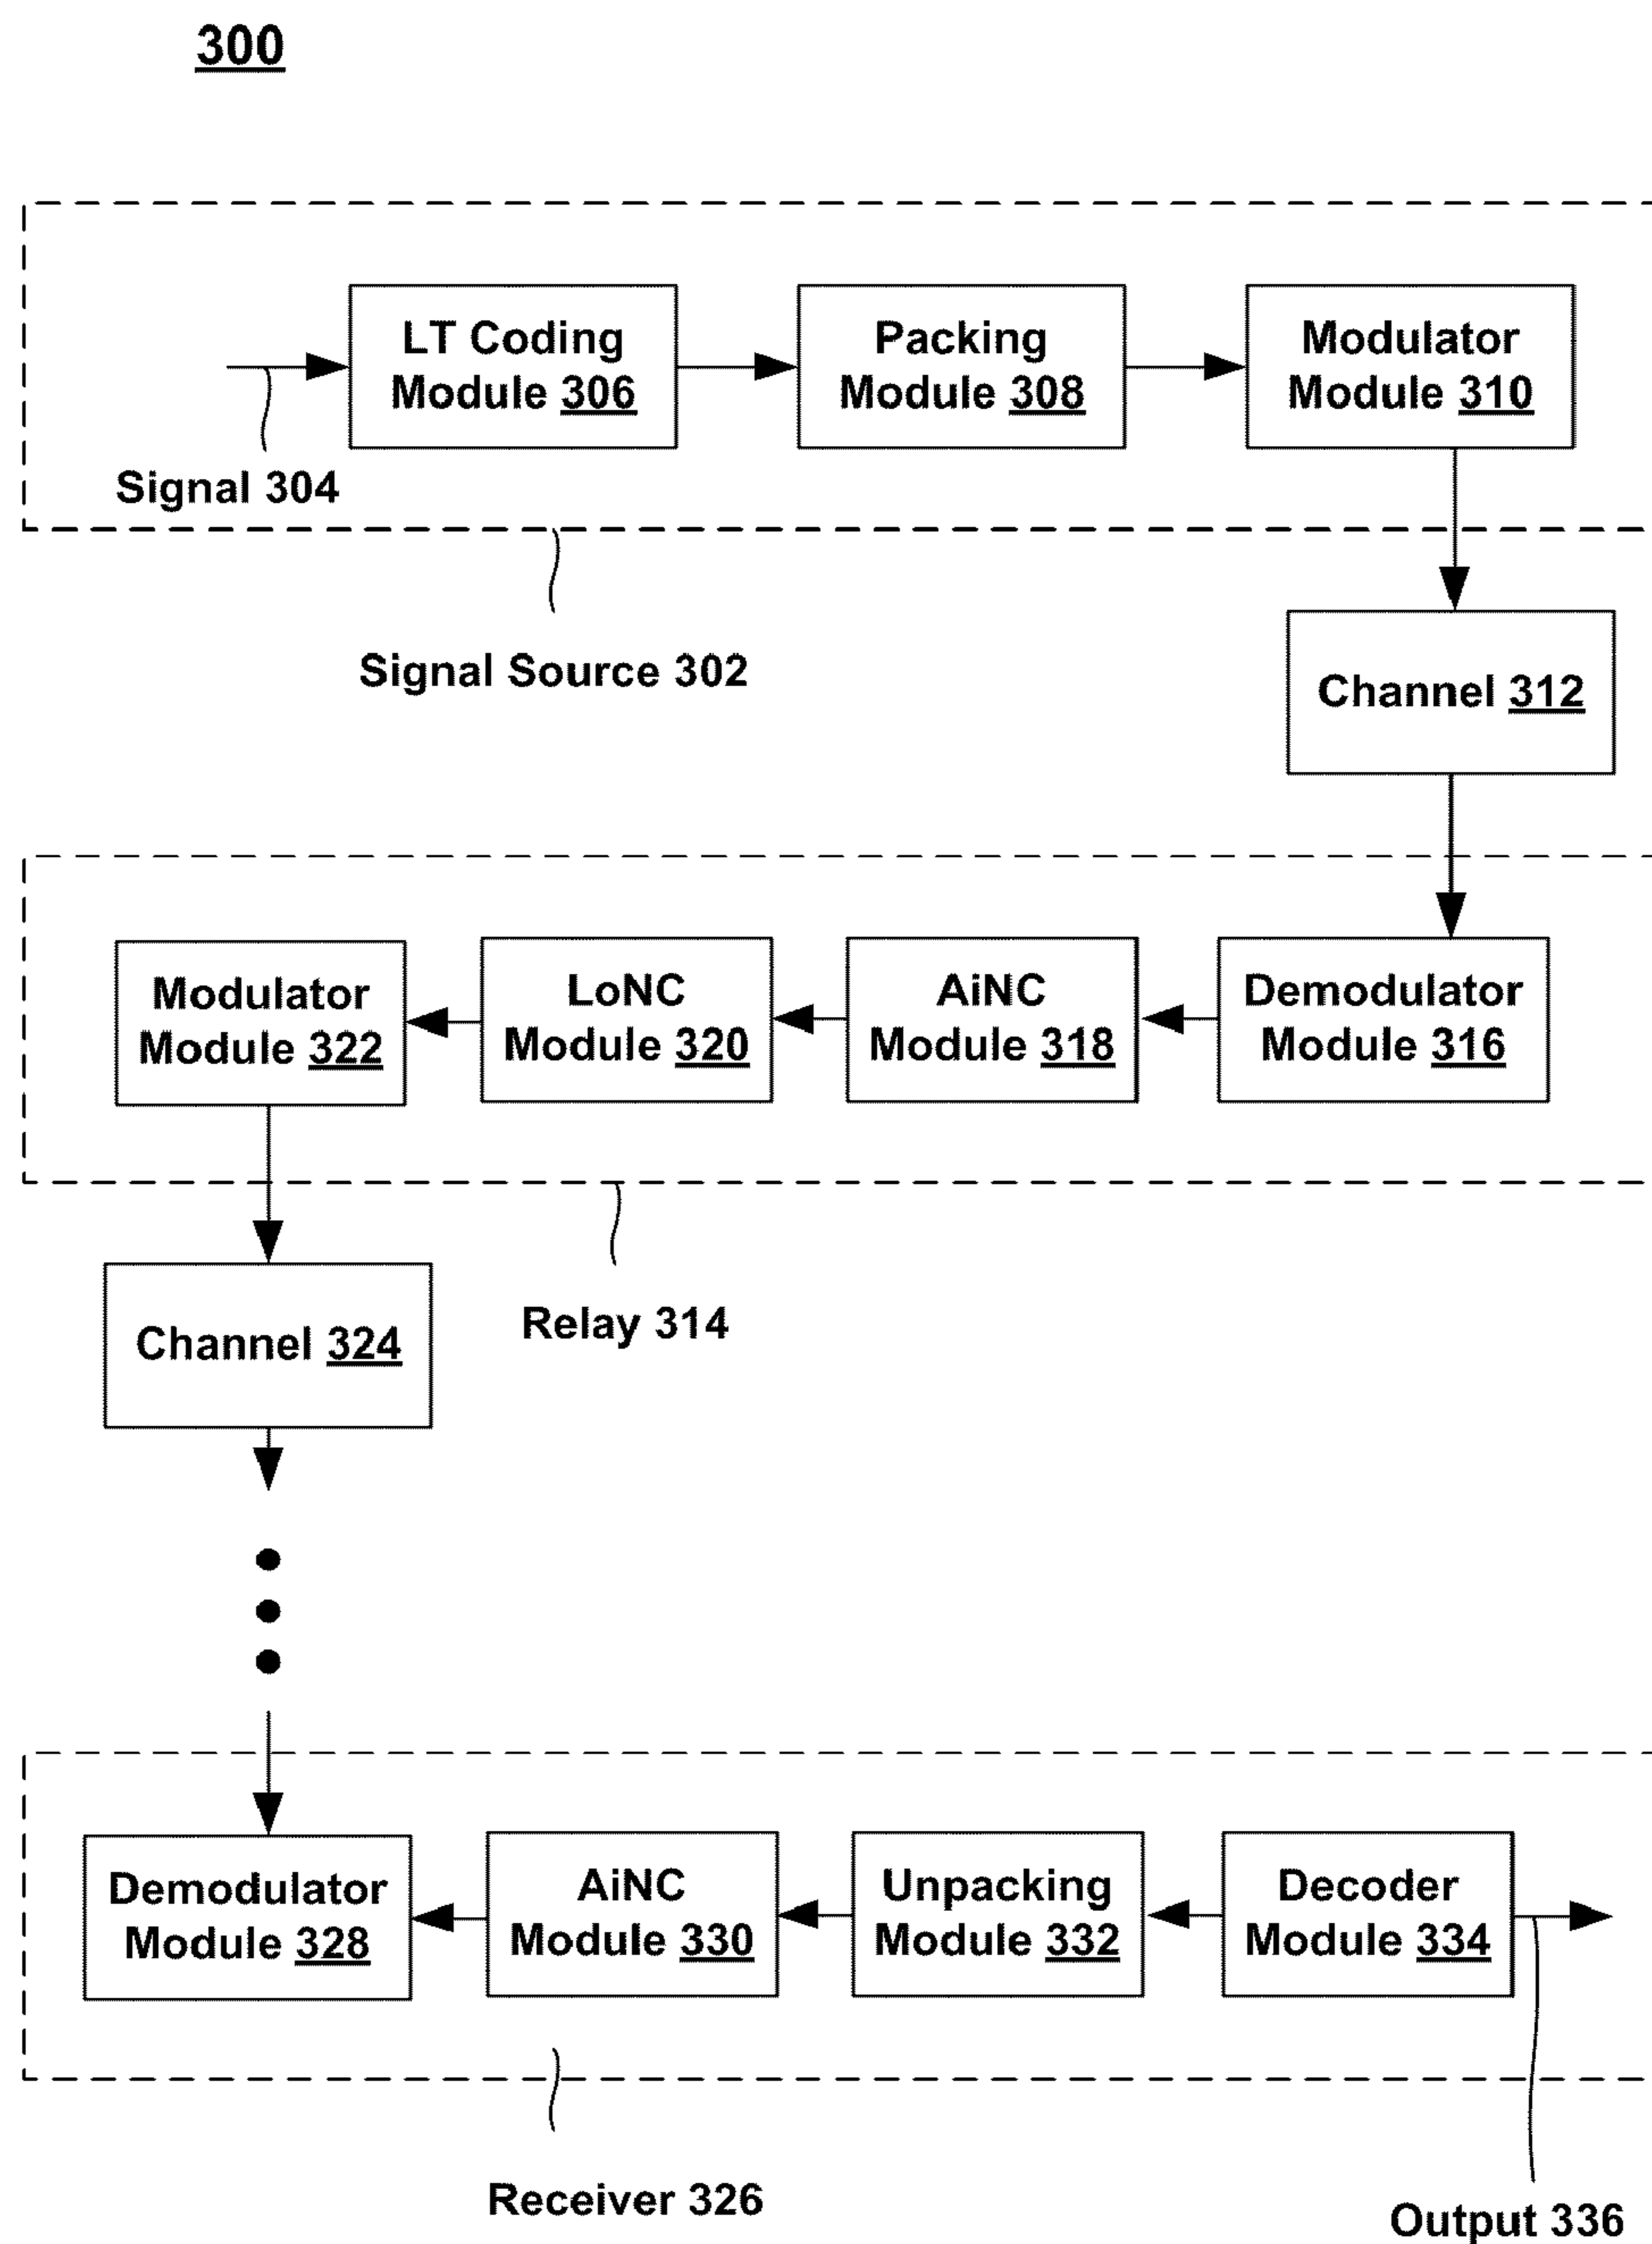 300
LT Coding
Module 306
Packing
Module 308
Modulator
Module 310
Signal 304
Signal Source 302
Channel 312
Modulator
Module 322
LoNC
Module 320
AiNC
Module 318
Demodulator
Module 316
Relay 314
Channel 324
Demodulator
Module 328
AiNC
Module 330
Unpacking
Module 332
Decoder
Module 334
Receiver 326
Output 336